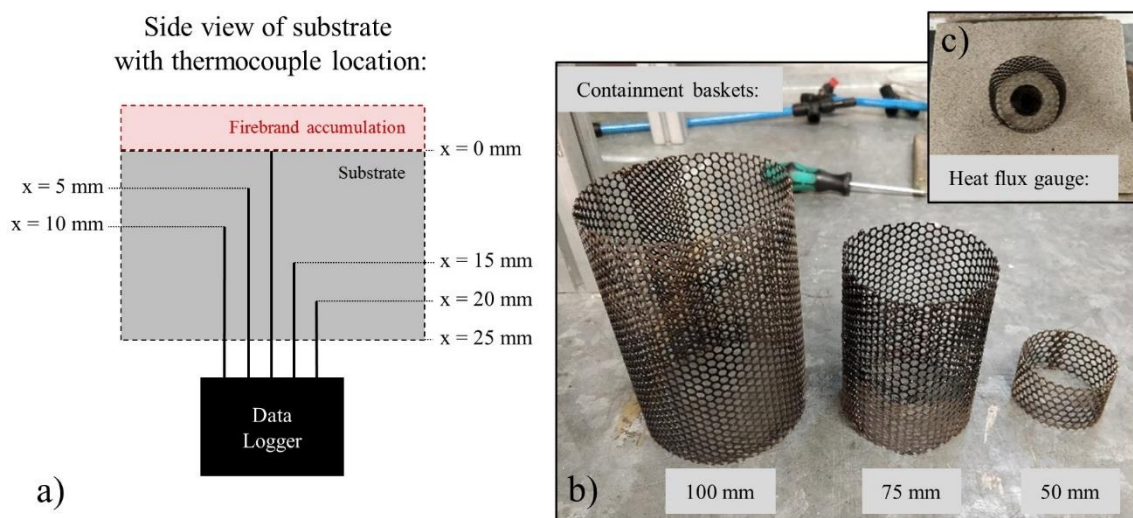 Side view of substrate
with thermocouple location:
Firebrand accumulation
x = 0 mm
Substrate
x = 5 mm
x = 10 mm
x = 15 mm
x = 20 mm
x = 25 mm
Data
Logger
a)
Containment baskets:
c)
Heat flux gauge:
b)
100 mm
75 mm
50 mm